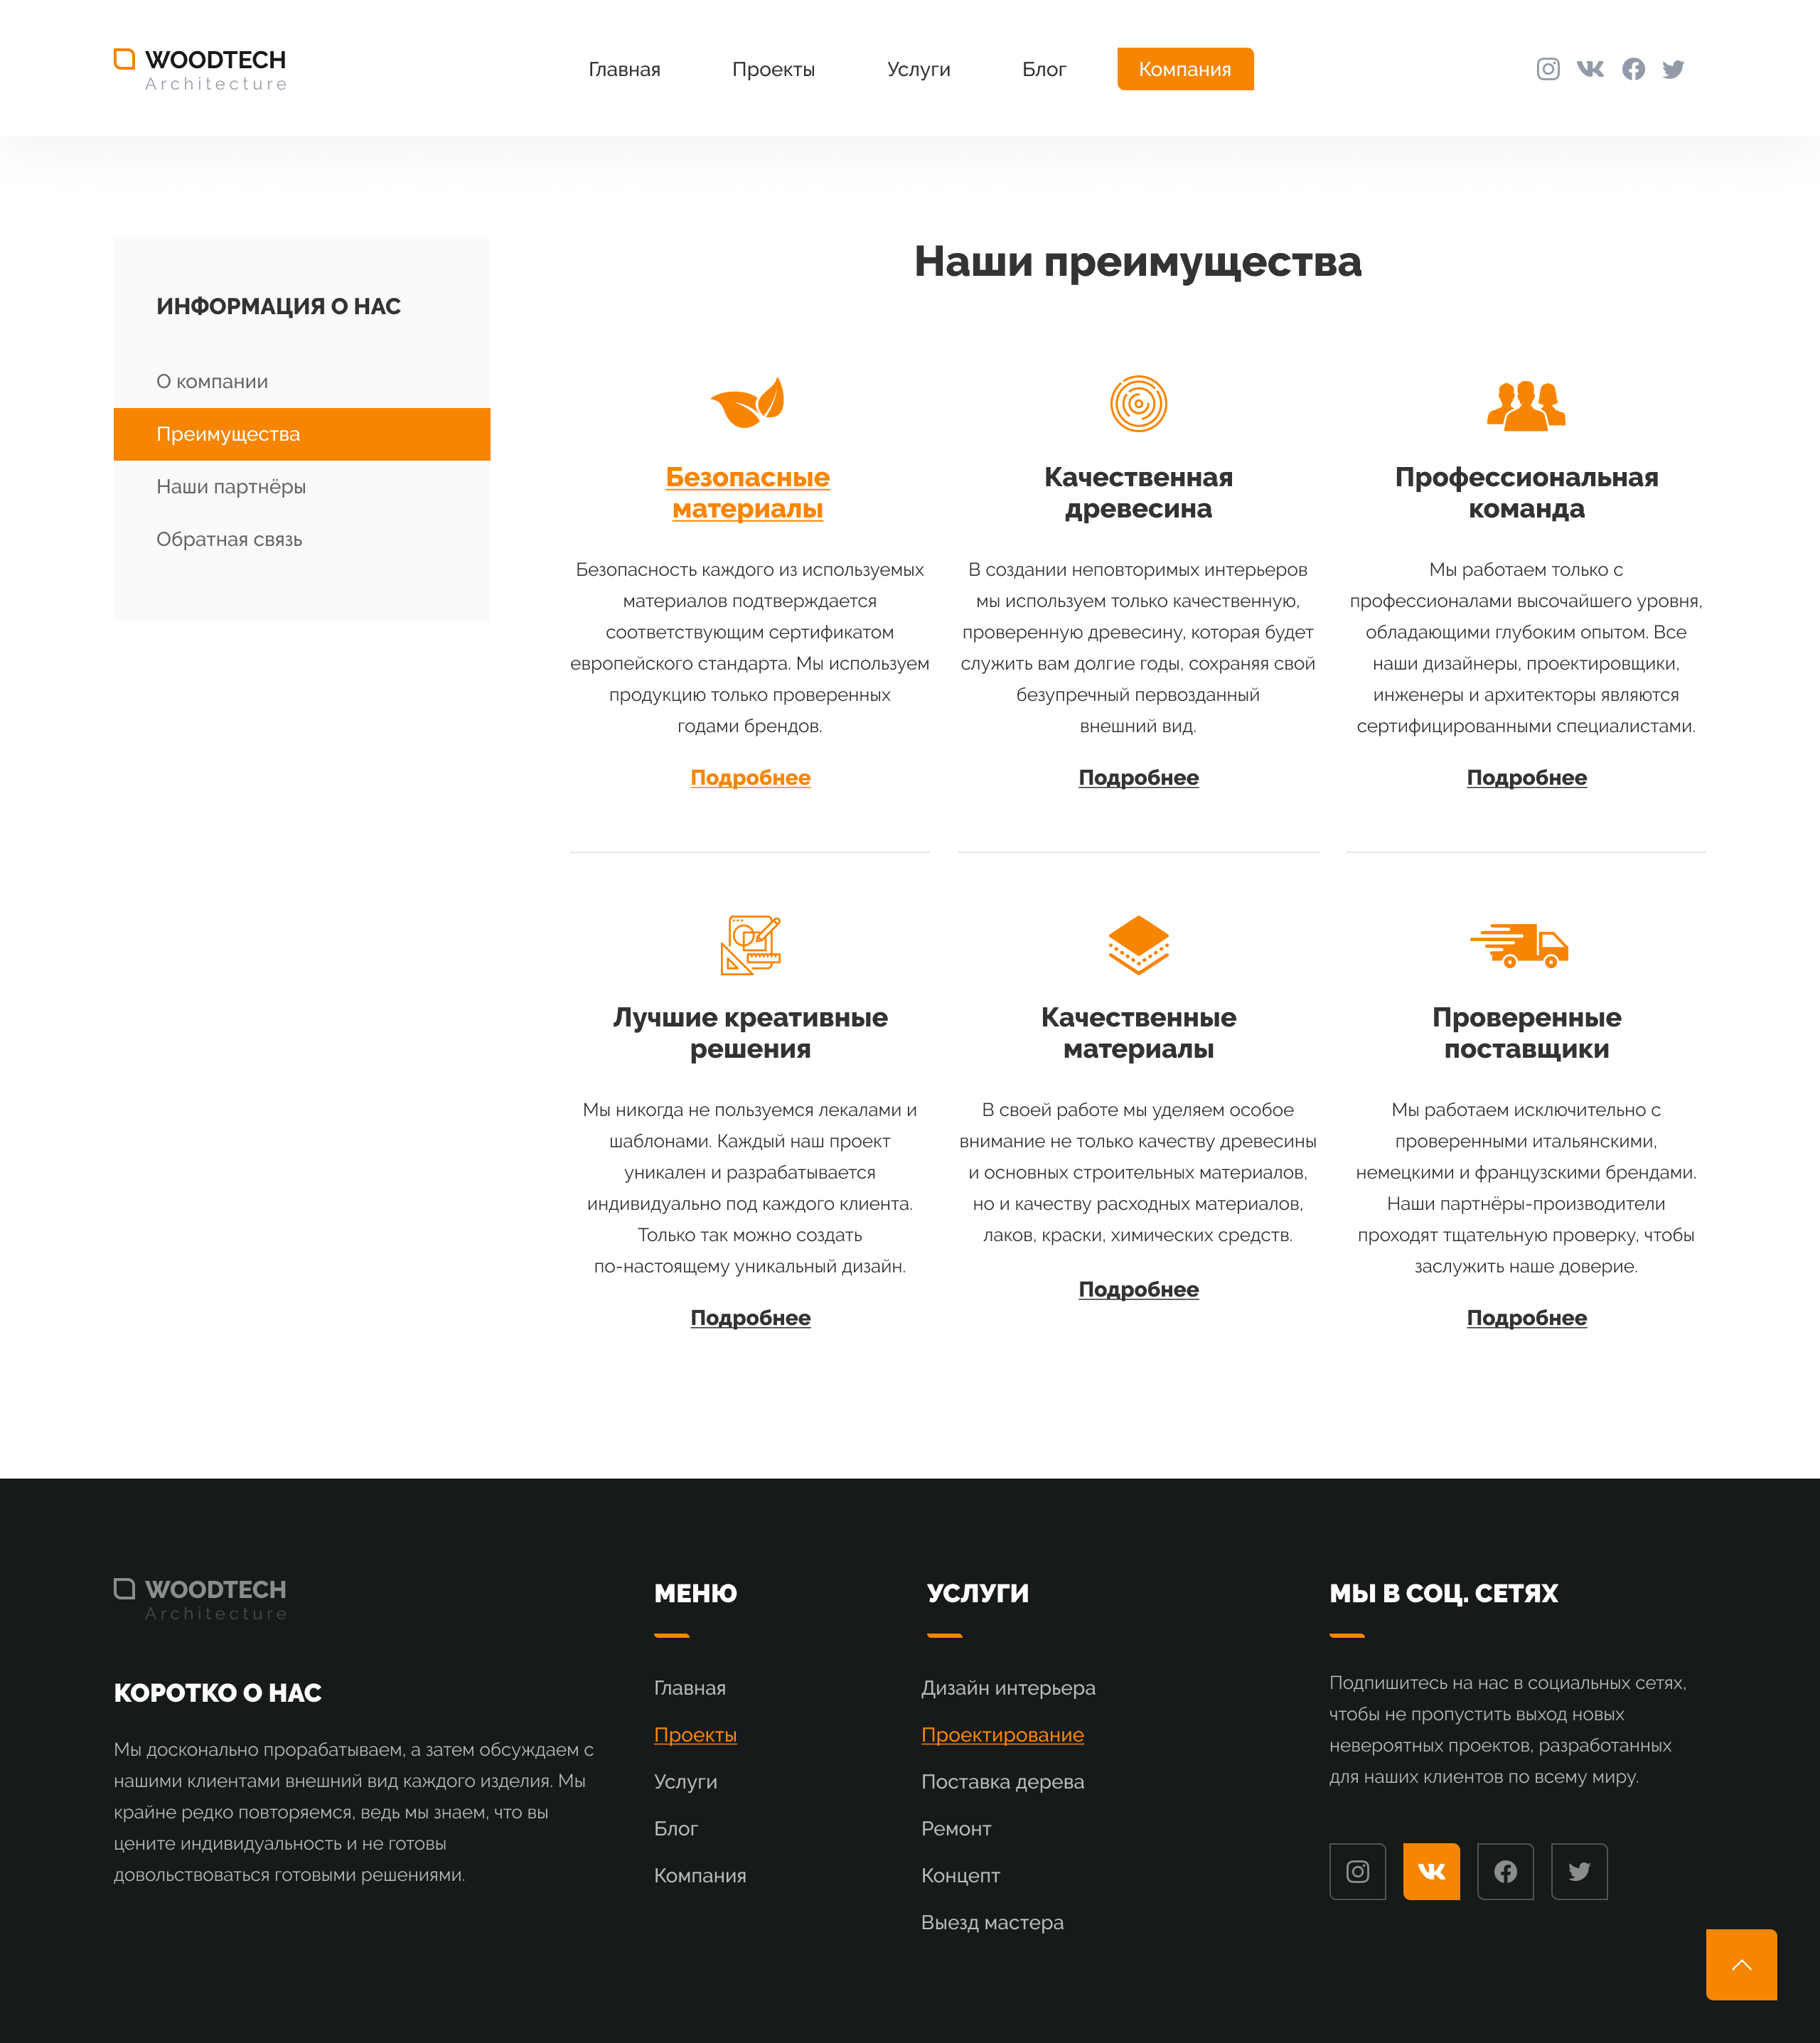 WOODTECH
Architecture
Главная
Проекты
Услуги
Блог
Компания
ИНФОРМАЦИЯ О НАС
О компании
Преимущества
Наши партнёры
Обратная связь
Наши преимущества
Безопасные
материалы
Безопасность каждого из используемых
материалов подтверждается
соответствующим сертификатом
европейского стандарта. Мы используем
продукцию только проверенных
годами брендов.
Подробнее
Качественная
древесина
В создании неповторимых интерьеров
мы используем только качественную,
проверенную древесину, которая будет
служить вам долгие годы, сохраняя свой
безупречный первозданный
внешний вид.
Подробнее
Профессиональная
команда
Мы работаем только с
профессионалами высочайшего уровня,
обладающими глубоким опытом. Все
наши дизайнеры, проектировщики,
инженеры и архитекторы являются
сертифицированными специалистами.
Подробнее
Лучшие креативные
решения
Мы никогда не пользуемся лекалами и
шаблонами. Каждый наш проект
уникален и разрабатывается
индивидуально под каждого клиента.
Только так можно создать
по-настоящему уникальный дизайн.
Подробнее
Качественные
материалы
В своей работе мы уделяем особое
внимание не только качеству древесины
и основных строительных материалов,
но и качеству расходных материалов,
лаков, краски, химических средств.
Подробнее
Проверенные
поставщики
Мы работаем исключительно с
проверенными итальянскими,
немецкими и французскими брендами.
Наши партнёры-производители
проходят тщательную проверку, чтобы
заслужить наше доверие.
Подробнее
WOODTECH
Architecture
КОРОТКО О НАС
Мы досконально прорабатываем, а затем обсуждаем с
нашими клиентами внешний вид каждого изделия. Мы
крайне редко повторяемся, ведь мы знаем, что вы
цените индивидуальность и не готовы
довольствоваться готовыми решениями.
МЕНЮ
Главная
Проекты
Услуги
Блог
Компания
УСЛУГИ
Дизайн интерьера
Проектирование
Поставка дерева
Ремонт
Концепт
Выезд мастера
МЫ В СОЦ. СЕТЯХ
Подпишитесь на нас в социальных сетях,
чтобы не пропустить выход новых
невероятных проектов, разработанных
для наших клиентов по всему миру.